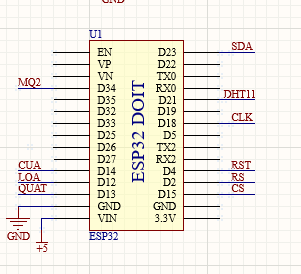 GND
U1
EN D23 SDA
VP D22
VN TX0
MQ2 D34 RX0
D35 D21 DHT11
D32 D19
D33 D18 CLK
D25 D5
D26 TX2
D27 RX2
CUA D14 D4 RST
LOA D12 D2 RS
QUAT D13 D15 CS
GND GND
VIN 3.3V
ESP32 DOIT
GND
ESP32
+5